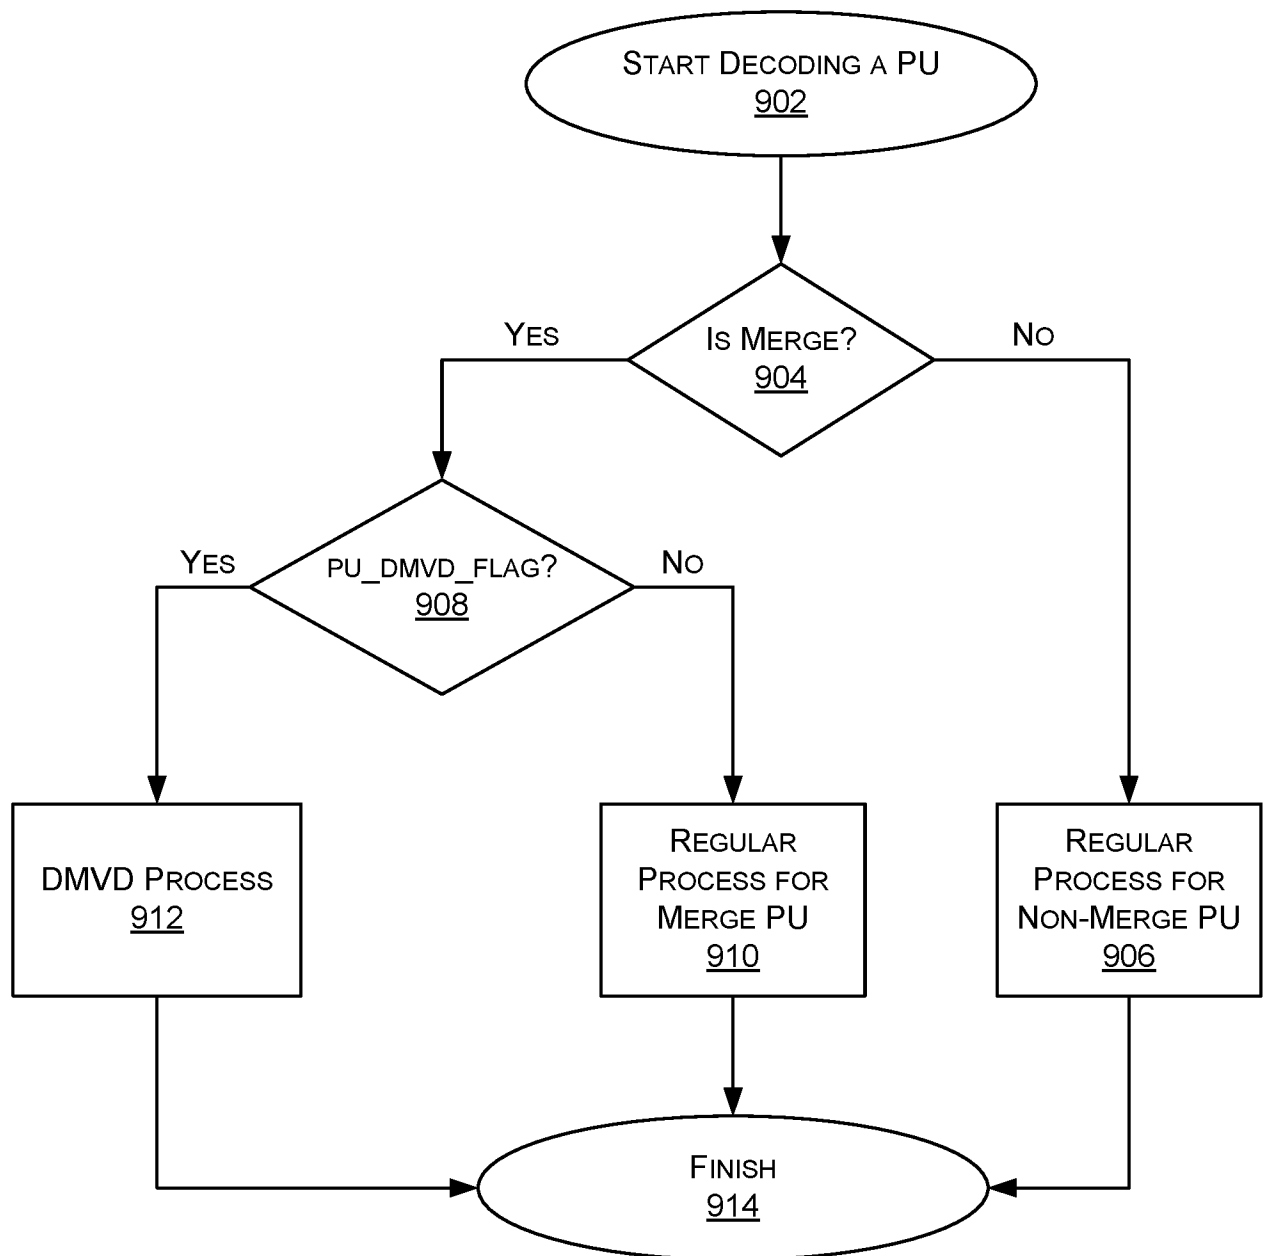 START DECODING A PU
902
IS MERGE?
904
YES
NO
PU_DMVD_FLAG?
908
YES
NO
DMVD PROCESS
912
REGULAR
PROCESS FOR
MERGE PU
910
REGULAR
PROCESS FOR
NON-MERGE PU
906
FINISH
914